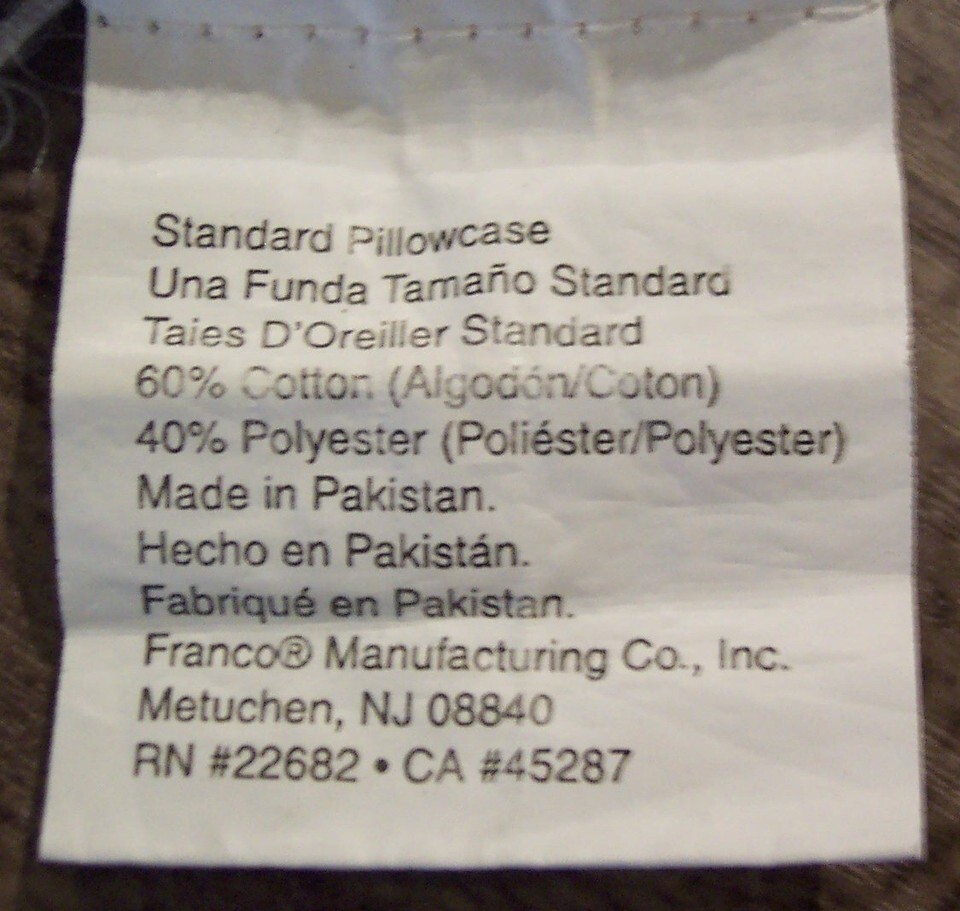 Standard Pillowcase
Una Funda Tamaño Standard
Taies D'Oreiller Standard
60% Cotton (Algodón/Coton)
40% Polyester (Poliéster/Polyester)
Made in Pakistan.
Hecho en Pakistán.
Fabriqué en Pakistan.
Franco® Manufacturing Co., Inc.
Metuchen, NJ 08840
RN #22682 • CA #45287